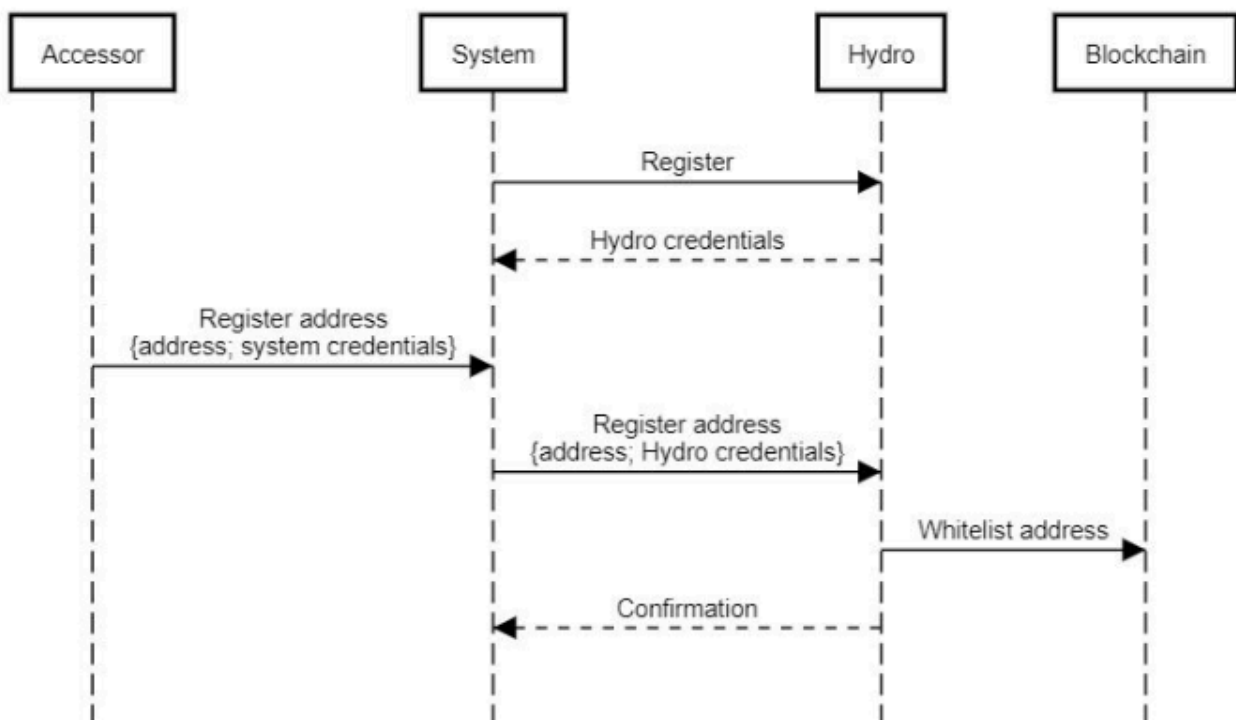 Accessor
System
Hydro
Blockchain
Register
Hydro credentials
Register address
{address; system credentials}
Register address
{address; Hydro credentials}
Whitelist address
Confirmation